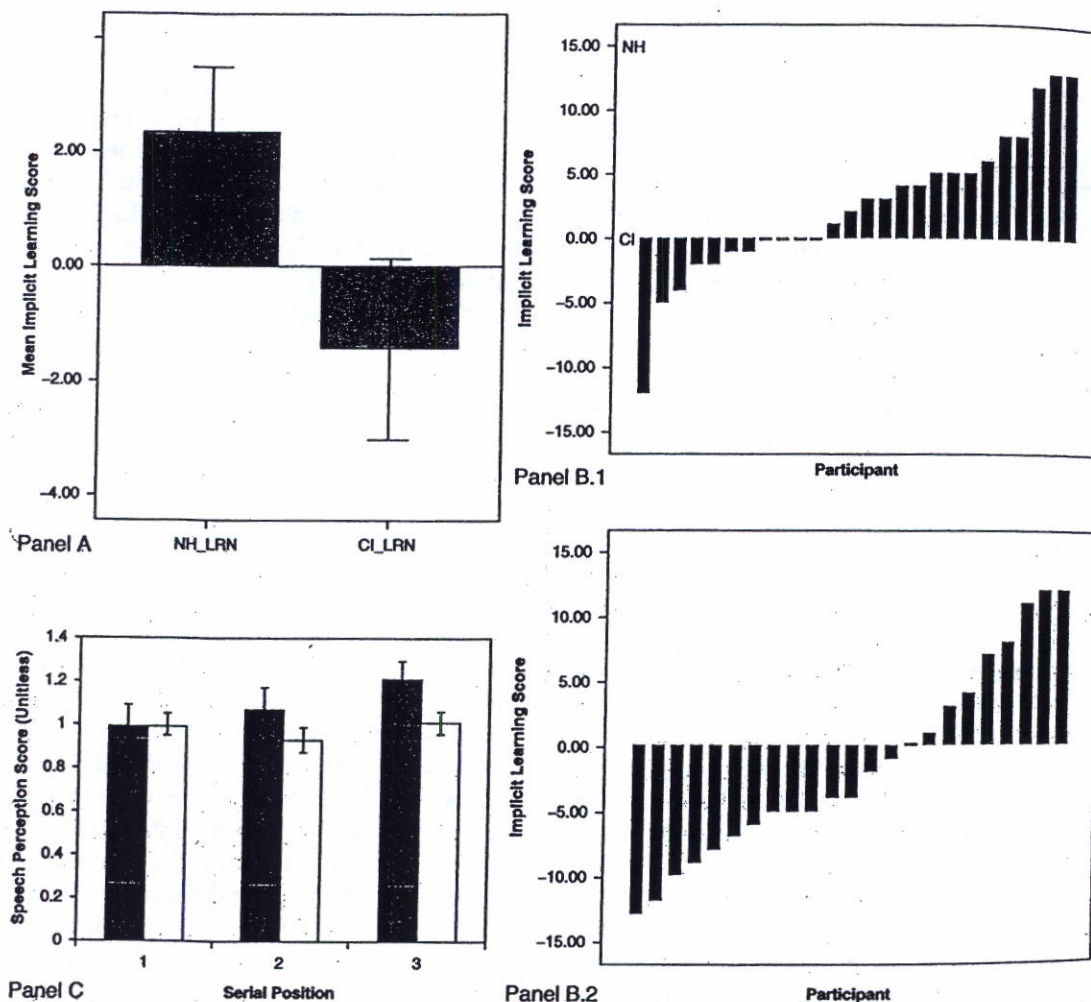 2.00
0.00
−2.00
−4.00
Mean Implicit Learning Score
NH_LRN
CI_LRN
Panel A
15.00
10.00
5.00
0.00
−5.00
−10.00
−15.00
NH
CI
Implicit Learning Score
Participant
Panel B.1
1.4
1.2
1
0.8
0.6
0.4
0.2
0
Speech Perception Score (Unitless)
1
2
3
Serial Position
Panel C
15.00
10.00
5.00
0.00
−5.00
−10.00
−15.00
Implicit Learning Score
Participant
Panel B.2